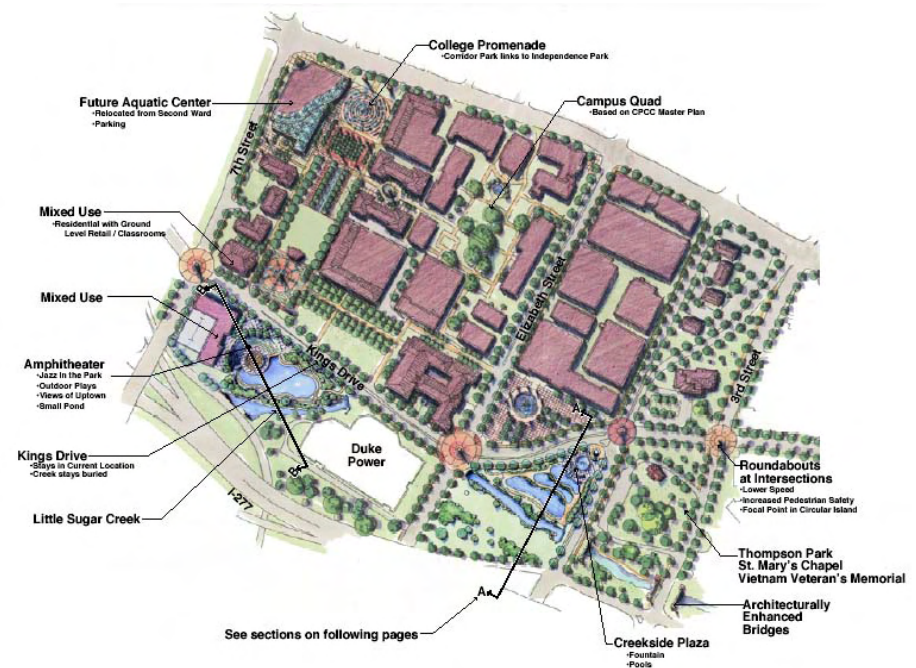 College Promenade
•Corridor Park links to Independence Park
Future Aquatic Center
•Relocated from Second Ward
•Parking
Campus Quad
•Based on CPCC Master Plan
7th Street
Mixed Use
•Residential with Ground
Level Retail / Classrooms
B
Mixed Use
Elizabeth Street
Kings Drive
3rd Street
Amphitheater
•Jazz In the Park
•Outdoor Plays
•Views of Uptown
•Small Pond
A
Duke
Power
Kings Drive
•Stays in Current Location
•Creek stays buried
B
Roundabouts
at Intersections
•Lower Speed
•Increased Pedestrian Safety
•Focal Point in Circular Island
I-277
Little Sugar Creek
Thompson Park
St. Mary's Chapel
Vietnam Veteran's Memorial
A
Architecturally
Enhanced
Bridges
See sections on following pages
Creekside Plaza
•Fountain
•Pools